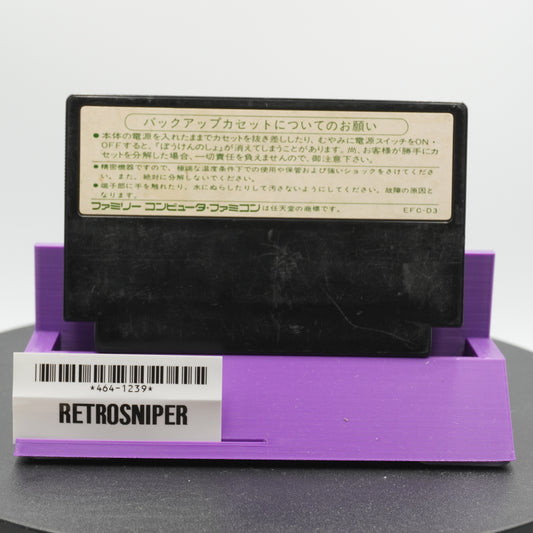 バックアップカセットについてのお願い
●本体の電源を入れたままでカセットを抜き差ししたり、むやみに電源スイッチをON・
OFFすると、「ぼうけんのしょ」が消えてしまうことがあります。尚、お客様が勝手にカ
セットを分解した場合、一切責任を負えませんので、御注意下さい。
●精密機器ですので、極端な温度条件下での使用や保管および強いショックをさけてくださ
い。また、絶対に分解しないでください。
●端子部に手を触れたり、水にぬらしたりして汚さないようにしてください。故障の原因と
なります。
ファミリーコンピュータ・ファミコンは任天堂の商標です。
EFC-D3
*464-1239*
RETROSNIPER